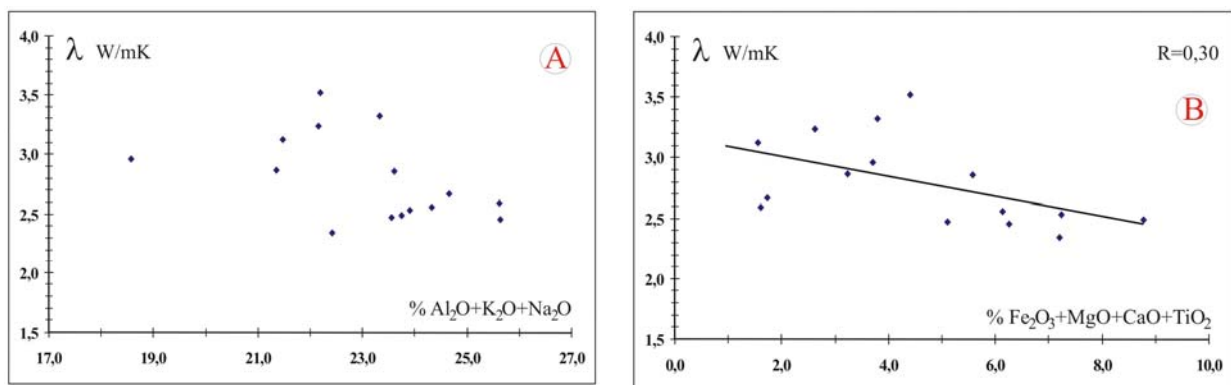 4,0
λ W/mK
A
3,5
3,0
2,5
2,0
% Al₂O+K₂O+Na₂O
1,5
17,0 19,0 21,0 23,0 25,0 27,0
4,0
λ W/mK
R=0,30
3,5
B
3,0
2,5
2,0
% Fe₂O₃+MgO+CaO+TiO₂
1,5
0,0 2,0 4,0 6,0 8,0 10,0